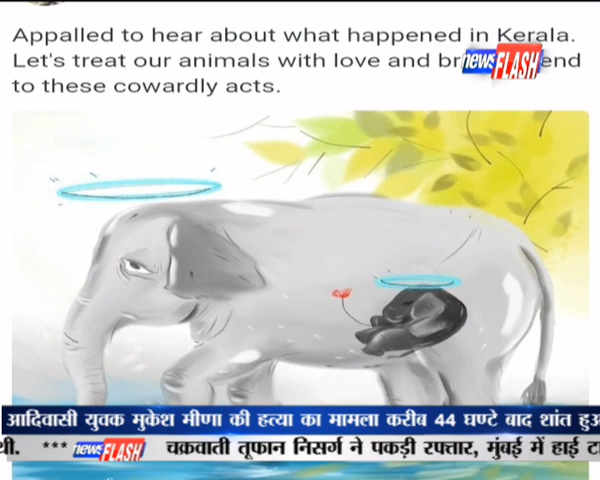 Appalled to hear about what happened in Kerala.
Let's treat our animals with love and end
to these cowardly acts.
news FLASH
आदिवासी युवक मुकेश मीणा की हत्या का मामला करीब 44 घण्टे बाद शांत
थी. *** news FLASH चक्रवाती तूफान निसर्ग ने पकड़ी रफ्तार, मुंबई में हाई